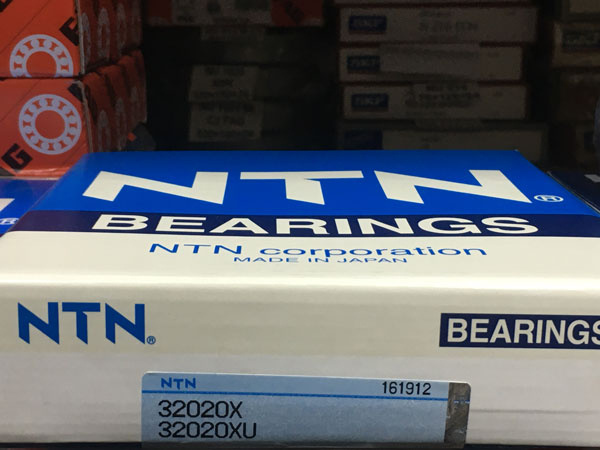 NTN®
BEARINGS
NTN corporation
MADE IN JAPAN
NTN®
BEARINGS
NTN 161912
32020X
32020XU